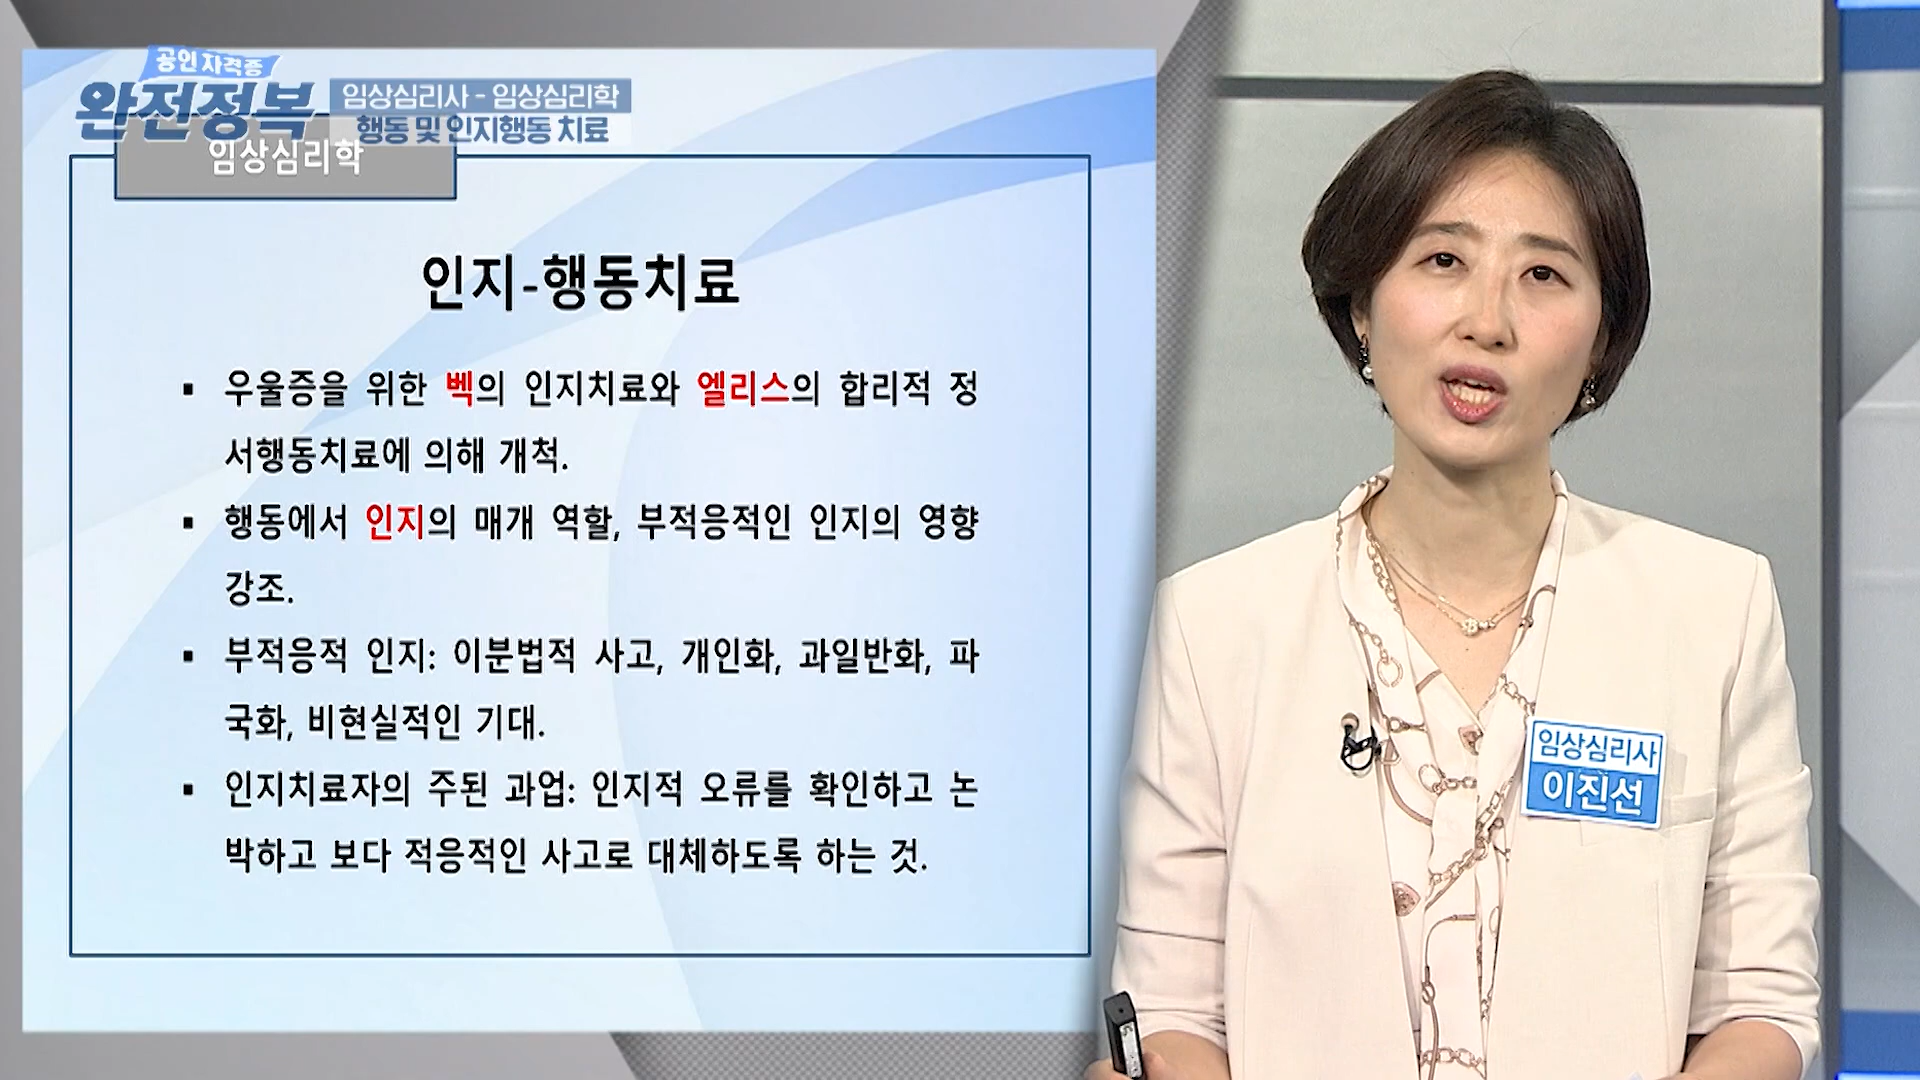 공인 자격증
완전정복
임상심리사 - 임상심리학
행동 및 인지행동 치료
임상심리학
인지-행동치료
▪ 우울증을 위한 벡의 인지치료와 엘리스의 합리적 정
서행동치료에 의해 개척.
▪ 행동에서 인지의 매개 역할, 부적응적인 인지의 영향
강조.
▪ 부적응적 인지: 이분법적 사고, 개인화, 과일반화, 파
국화, 비현실적인 기대.
▪ 인지치료자의 주된 과업: 인지적 오류를 확인하고 논
박하고 보다 적응적인 사고로 대체하도록 하는 것.
임상심리사
이진선